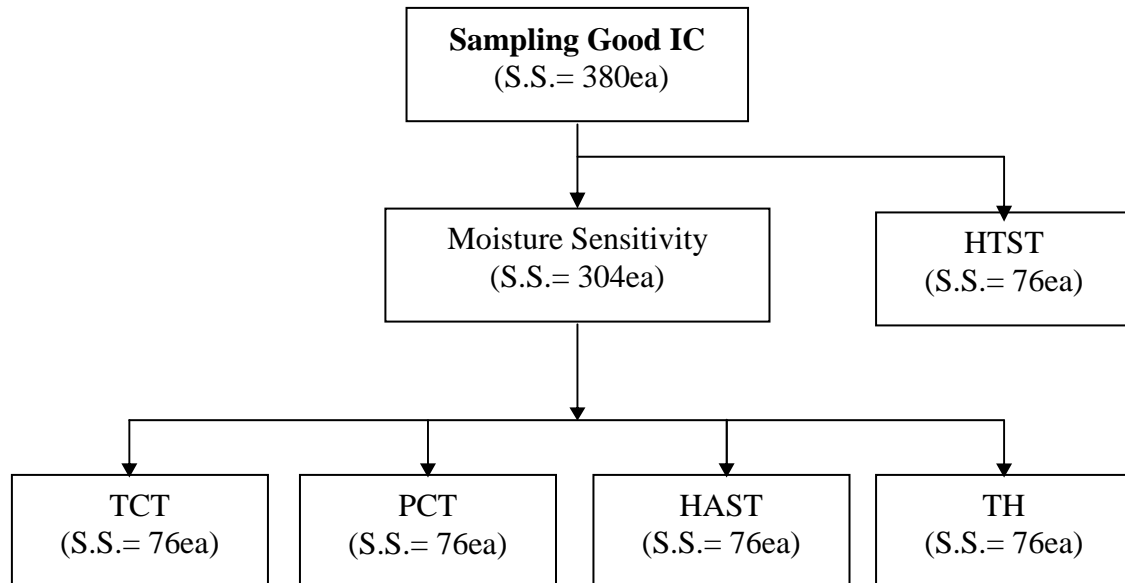 Sampling Good IC
(S.S.= 380ea)
Moisture Sensitivity
(S.S.= 304ea)
HTST
(S.S.= 76ea)
TCT
(S.S.= 76ea)
PCT
(S.S.= 76ea)
HAST
(S.S.= 76ea)
TH
(S.S.= 76ea)